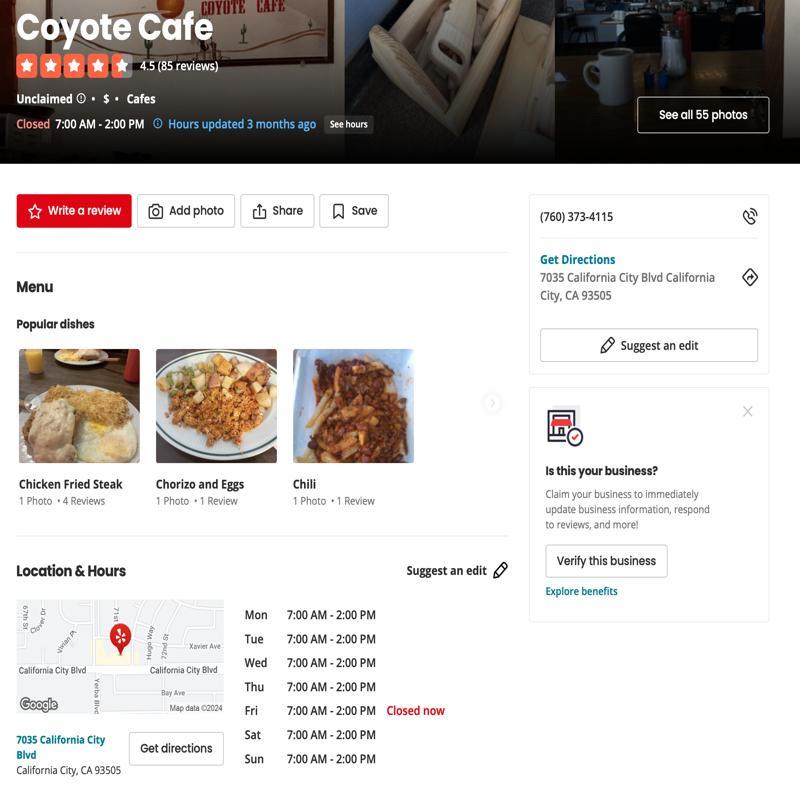 COYOTE CAFE
Coyote Cafe
4.5 (85 reviews)
Unclaimed • $ • Cafes
Closed 7:00 AM - 2:00 PM Hours updated 3 months ago See hours
See all 55 photos
Write a review Add photo Share Save
(760) 373-4115
Get Directions
7035 California City Blvd California
City, CA 93505
Suggest an edit
Menu
Popular dishes
Chicken Fried Steak
1 Photo • 4 Reviews
Chorizo and Eggs
1 Photo • 1 Review
Chili
1 Photo • 1 Review
Is this your business?
Claim your business to immediately
update business information, respond
to reviews, and more!
Verify this business
Explore benefits
Location & Hours
Suggest an edit
67th St
Clover Dr
Vivian Pl
71st
Hugo Way
72nd St
Xavier Ave
California City Blvd
California City Blvd
Yerba Blvd
Bay Ave
Google
Map data ©2024
7035 California City
Blvd
California City, CA 93505
Get directions
Mon 7:00 AM - 2:00 PM
Tue 7:00 AM - 2:00 PM
Wed 7:00 AM - 2:00 PM
Thu 7:00 AM - 2:00 PM
Fri 7:00 AM - 2:00 PM Closed now
Sat 7:00 AM - 2:00 PM
Sun 7:00 AM - 2:00 PM